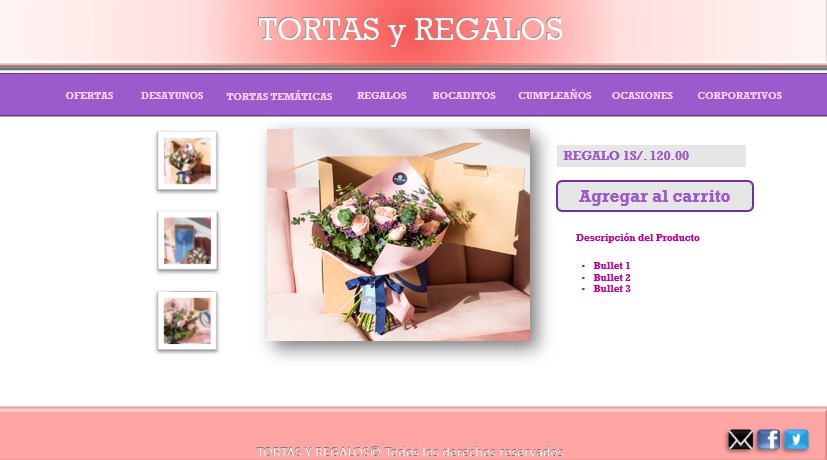 TORTAS y REGALOS
OFERTAS DESAYUNOS TORTAS TEMÁTICAS REGALOS BOCADITOS CUMPLEAÑOS OCASIONES CORPORATIVOS
REGALO 1S/. 120.00
Agregar al carrito
Descripción del Producto
• Bullet 1
• Bullet 2
• Bullet 3
TORTAS Y REGALOS© Todos los derechos reservados